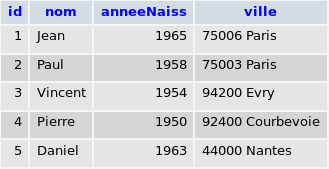 id nom anneeNaiss ville
1 Jean 1965 75006 Paris
2 Paul 1958 75003 Paris
3 Vincent 1954 94200 Evry
4 Pierre 1950 92400 Courbevoie
5 Daniel 1963 44000 Nantes